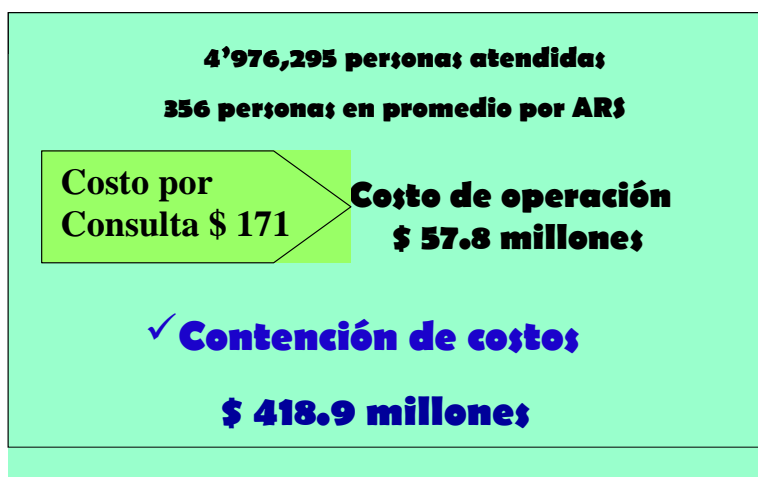 4’976,295 personas atendidas
356 personas en promedio por ARS
Costo por
Consulta $ 171
Costo de operación
$ 57.8 millones
✓Contención de costos
$ 418.9 millones